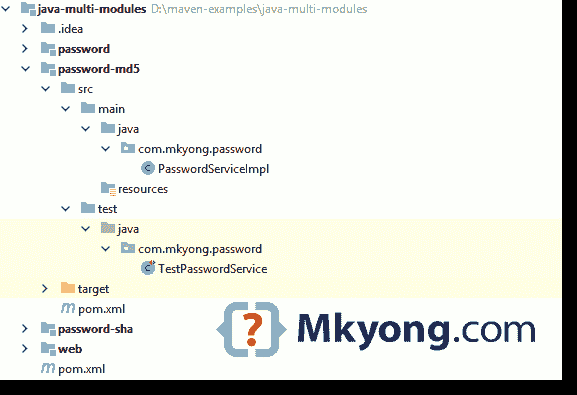 java-multi-modules D:\maven-examples\java-multi-modules
.idea
password
password-md5
src
main
java
com.mkyong.password
PasswordServiceImpl
resources
test
java
com.mkyong.password
TestPasswordService
target
pom.xml
password-sha
web
pom.xml
Mkyong.com